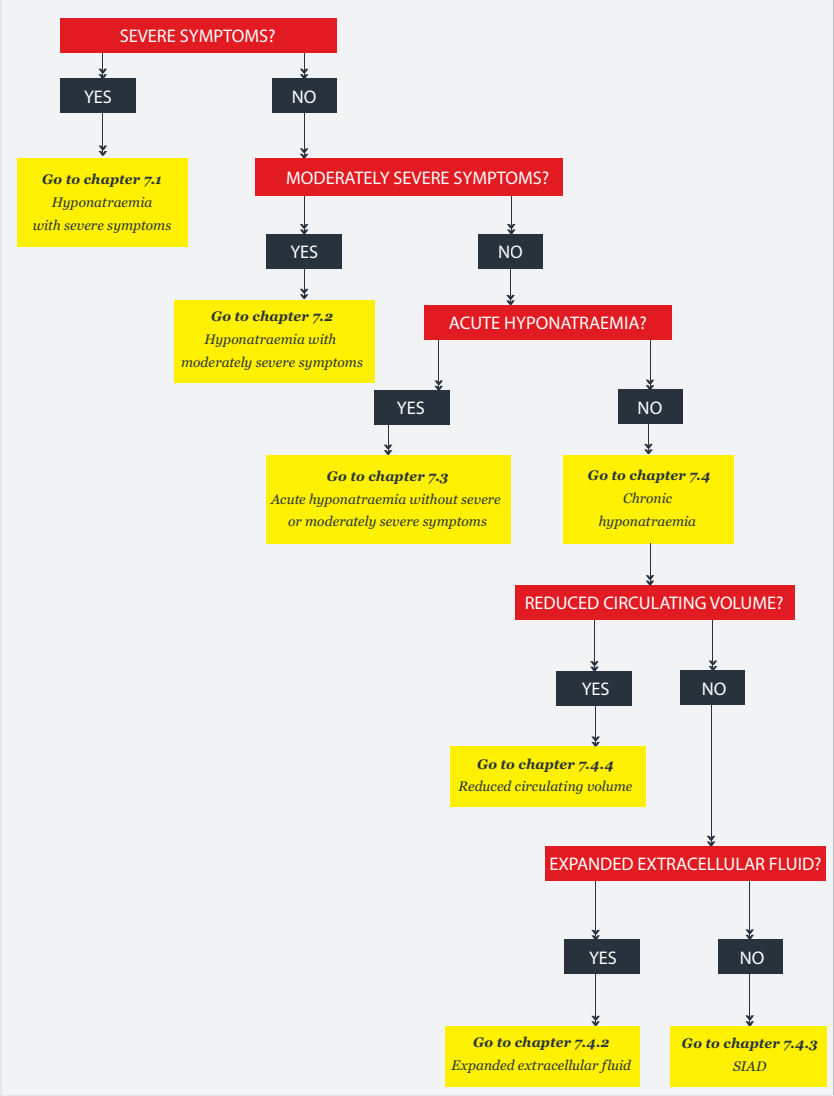 SEVERE SYMPTOMS?
YES
NO
Go to chapter 7.1
Hyponatraemia
with severe symptoms
MODERATELY SEVERE SYMPTOMS?
YES
NO
Go to chapter 7.2
Hyponatraemia with
moderately severe symptoms
ACUTE HYPONATRAEMIA?
YES
NO
Go to chapter 7.3
Acute hyponatraemia without severe
or moderately severe symptoms
Go to chapter 7.4
Chronic
hyponatraemia
REDUCED CIRCULATING VOLUME?
YES
NO
Go to chapter 7.4.4
Reduced circulating volume
EXPANDED EXTRACELLULAR FLUID?
YES
NO
Go to chapter 7.4.2
Expanded extracellular fluid
Go to chapter 7.4.3
SIAD